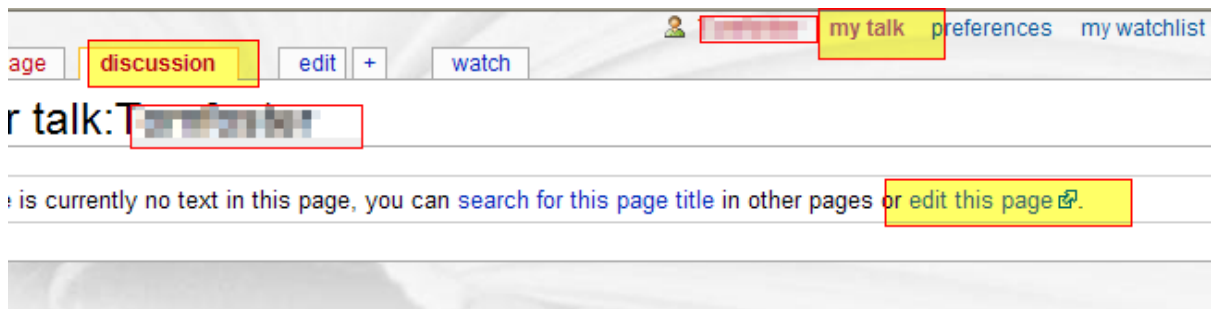 my talk preferences my watchlist
age discussion edit + watch
r talk:T
is currently no text in this page, you can search for this page title in other pages or edit this page.